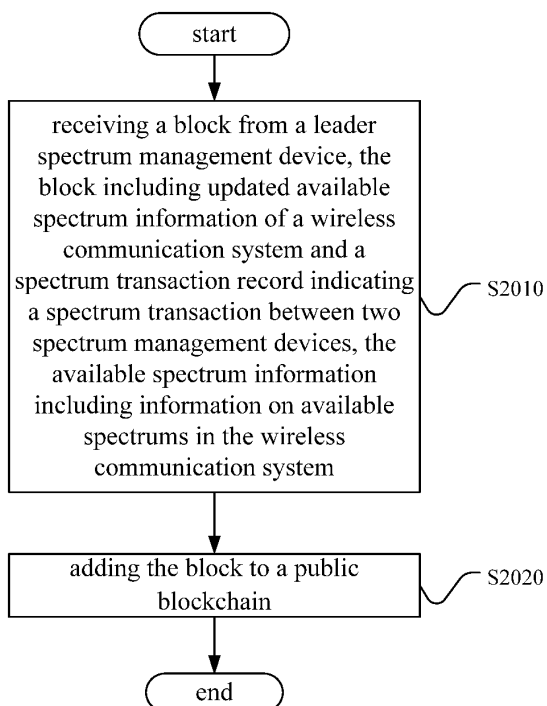 start
receiving a block from a leader
spectrum management device, the
block including updated available
spectrum information of a wireless
communication system and a
spectrum transaction record indicating
a spectrum transaction between two
spectrum management devices, the
available spectrum information
including information on available
spectrums in the wireless
communication system
S2010
adding the block to a public
blockchain
S2020
end